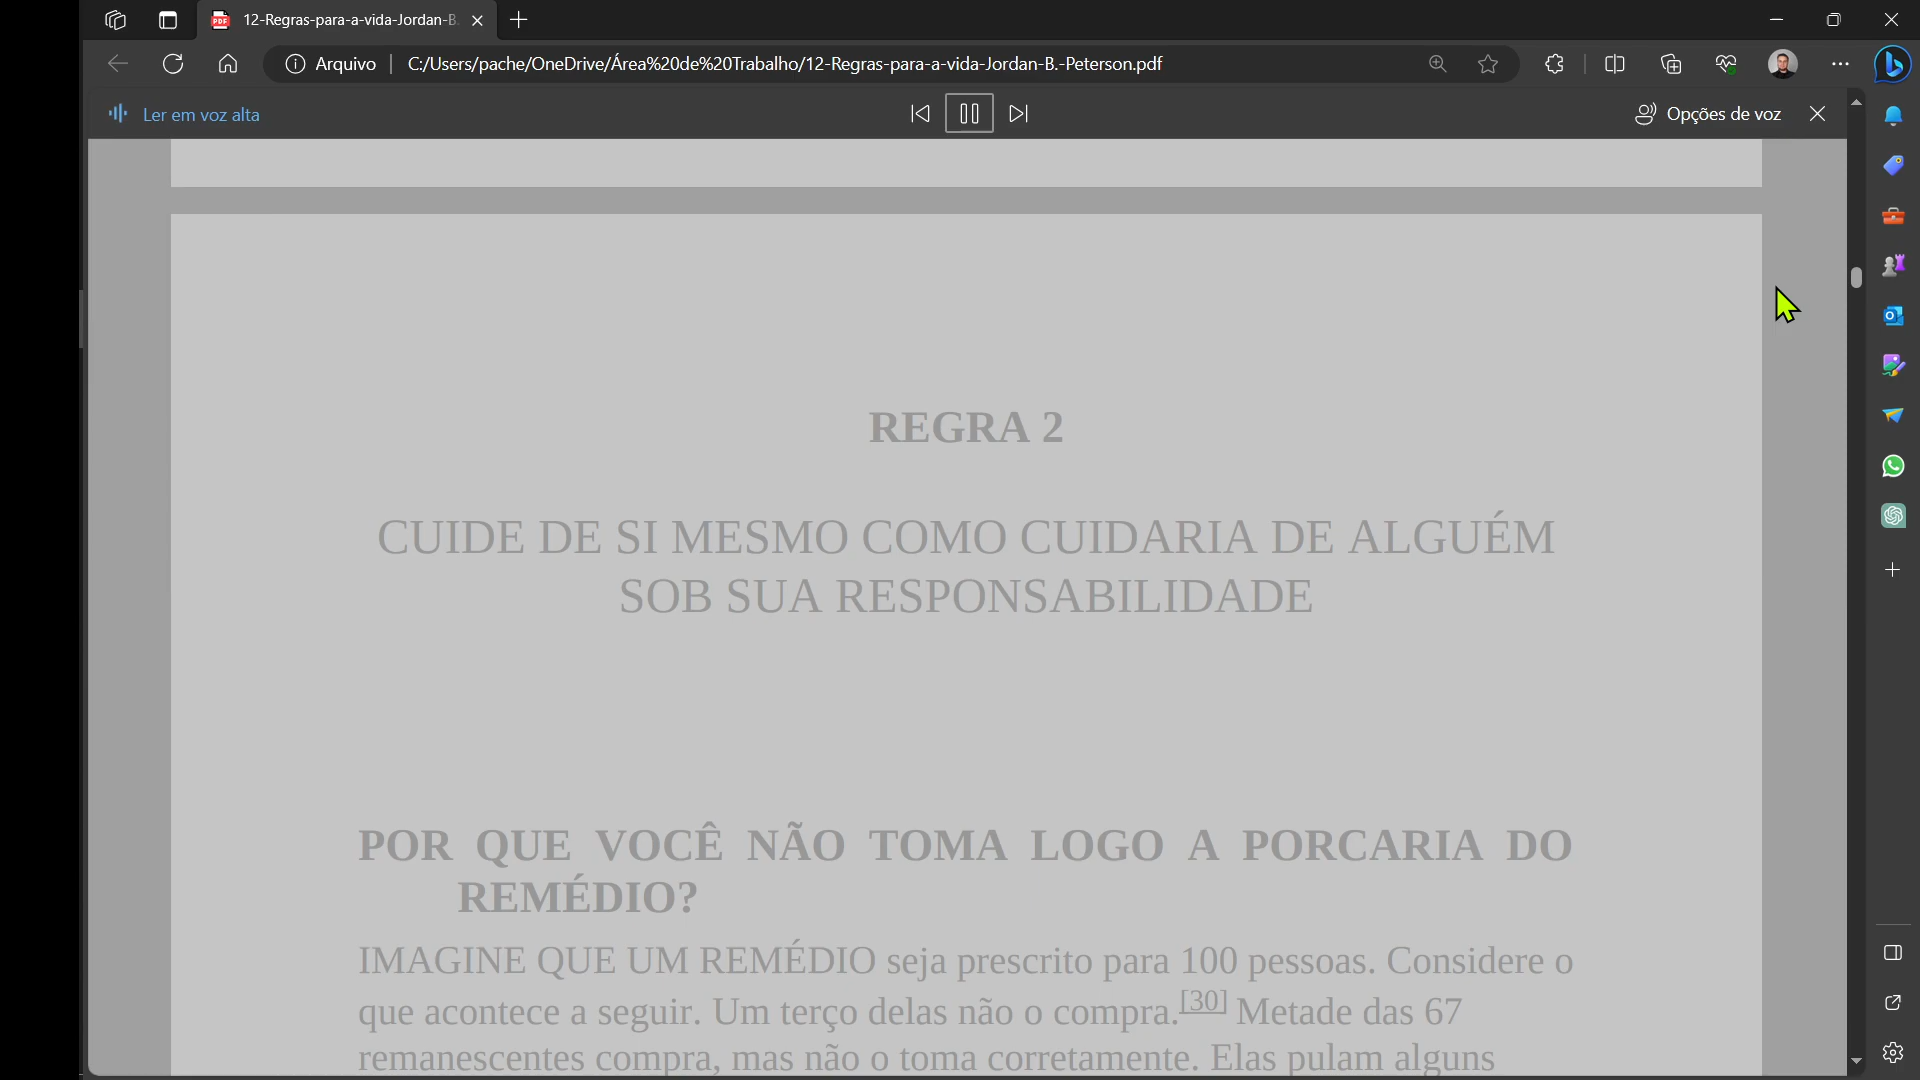 12-Regras-para-a-vida-Jordan-B.
Arquivo C:/Users/pache/OneDrive/Área%20de%20Trabalho/12-Regras-para-a-vida-Jordan-B.-Peterson.pdf
Ler em voz alta
Opções de voz
REGRA 2
CUIDE DE SI MESMO COMO CUIDARIA DE ALGUÉM
SOB SUA RESPONSABILIDADE
POR QUE VOCÊ NÃO TOMA LOGO A PORCARIA DO
REMÉDIO?
IMAGINE QUE UM REMÉDIO seja prescrito para 100 pessoas. Considere o
que acontece a seguir. Um terço delas não o compra.[30] Metade das 67
remanescentes compra, mas não o toma corretamente. Elas pulam alguns